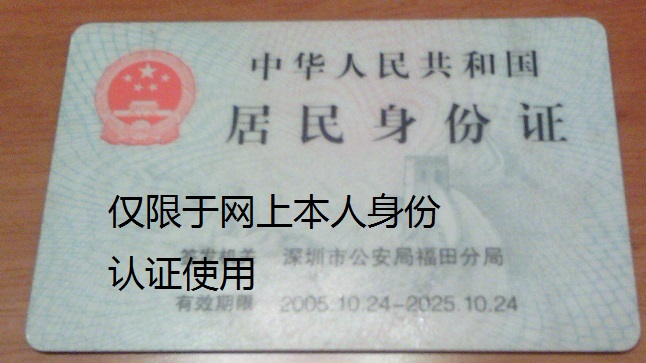 中华人民共和国
居民身份证
仅限于网上本人身份
签发机关 深圳市公安局福田分局
认证使用
有效期限 2005.10.24-2025.10.24